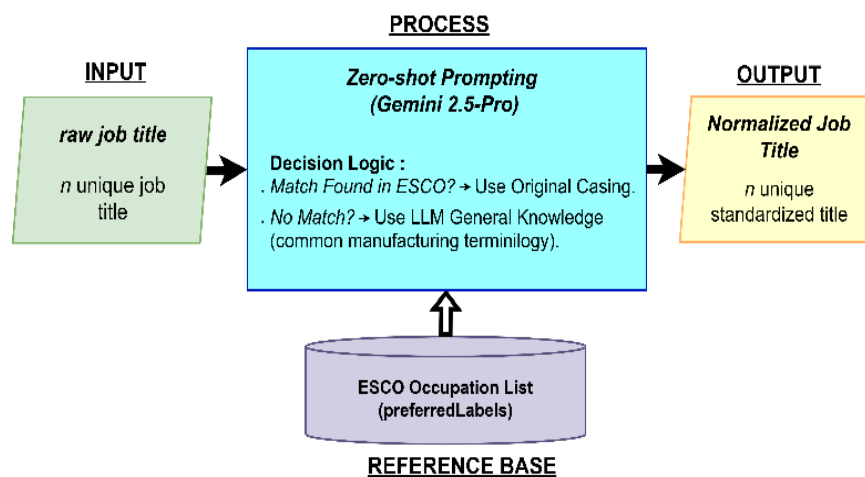 PROCESS
INPUT
raw job title
n unique job
title
Zero-shot Prompting
(Gemini 2.5-Pro)
Decision Logic :
. Match Found in ESCO? → Use Original Casing.
. No Match? → Use LLM General Knowledge
(common manufacturing terminilogy).
OUTPUT
Normalized Job
Title
n unique
standardized title
ESCO Occupation List
(preferredLabels)
REFERENCE BASE